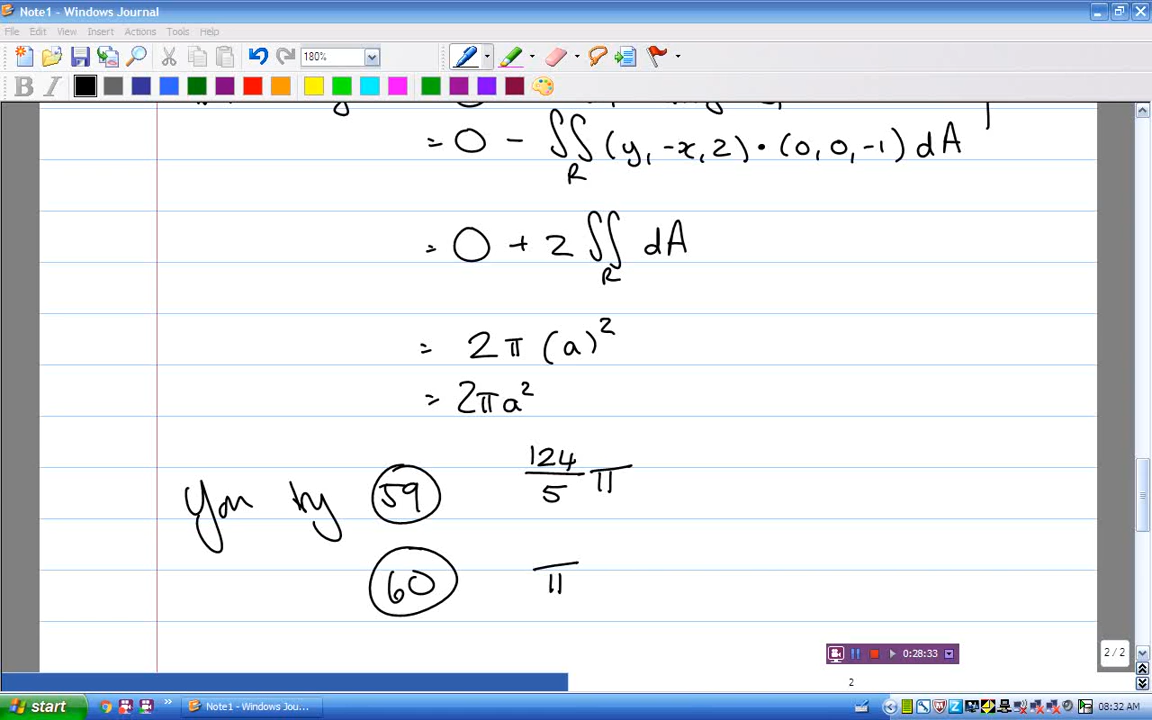 Note1 - Windows Journal
File Edit View Insert Actions Tools Help
180%
B I
= 0 - ∬ (y, -x, 2) • (0, 0, -1) dA
R
= 0 + 2 ∬ dA
R
= 2π (a)²
= 2πa²
You try 59 124/5 π
60 π
0:28:33
2 / 2
2
start
Note1 - Windows Jou...
08:32 AM